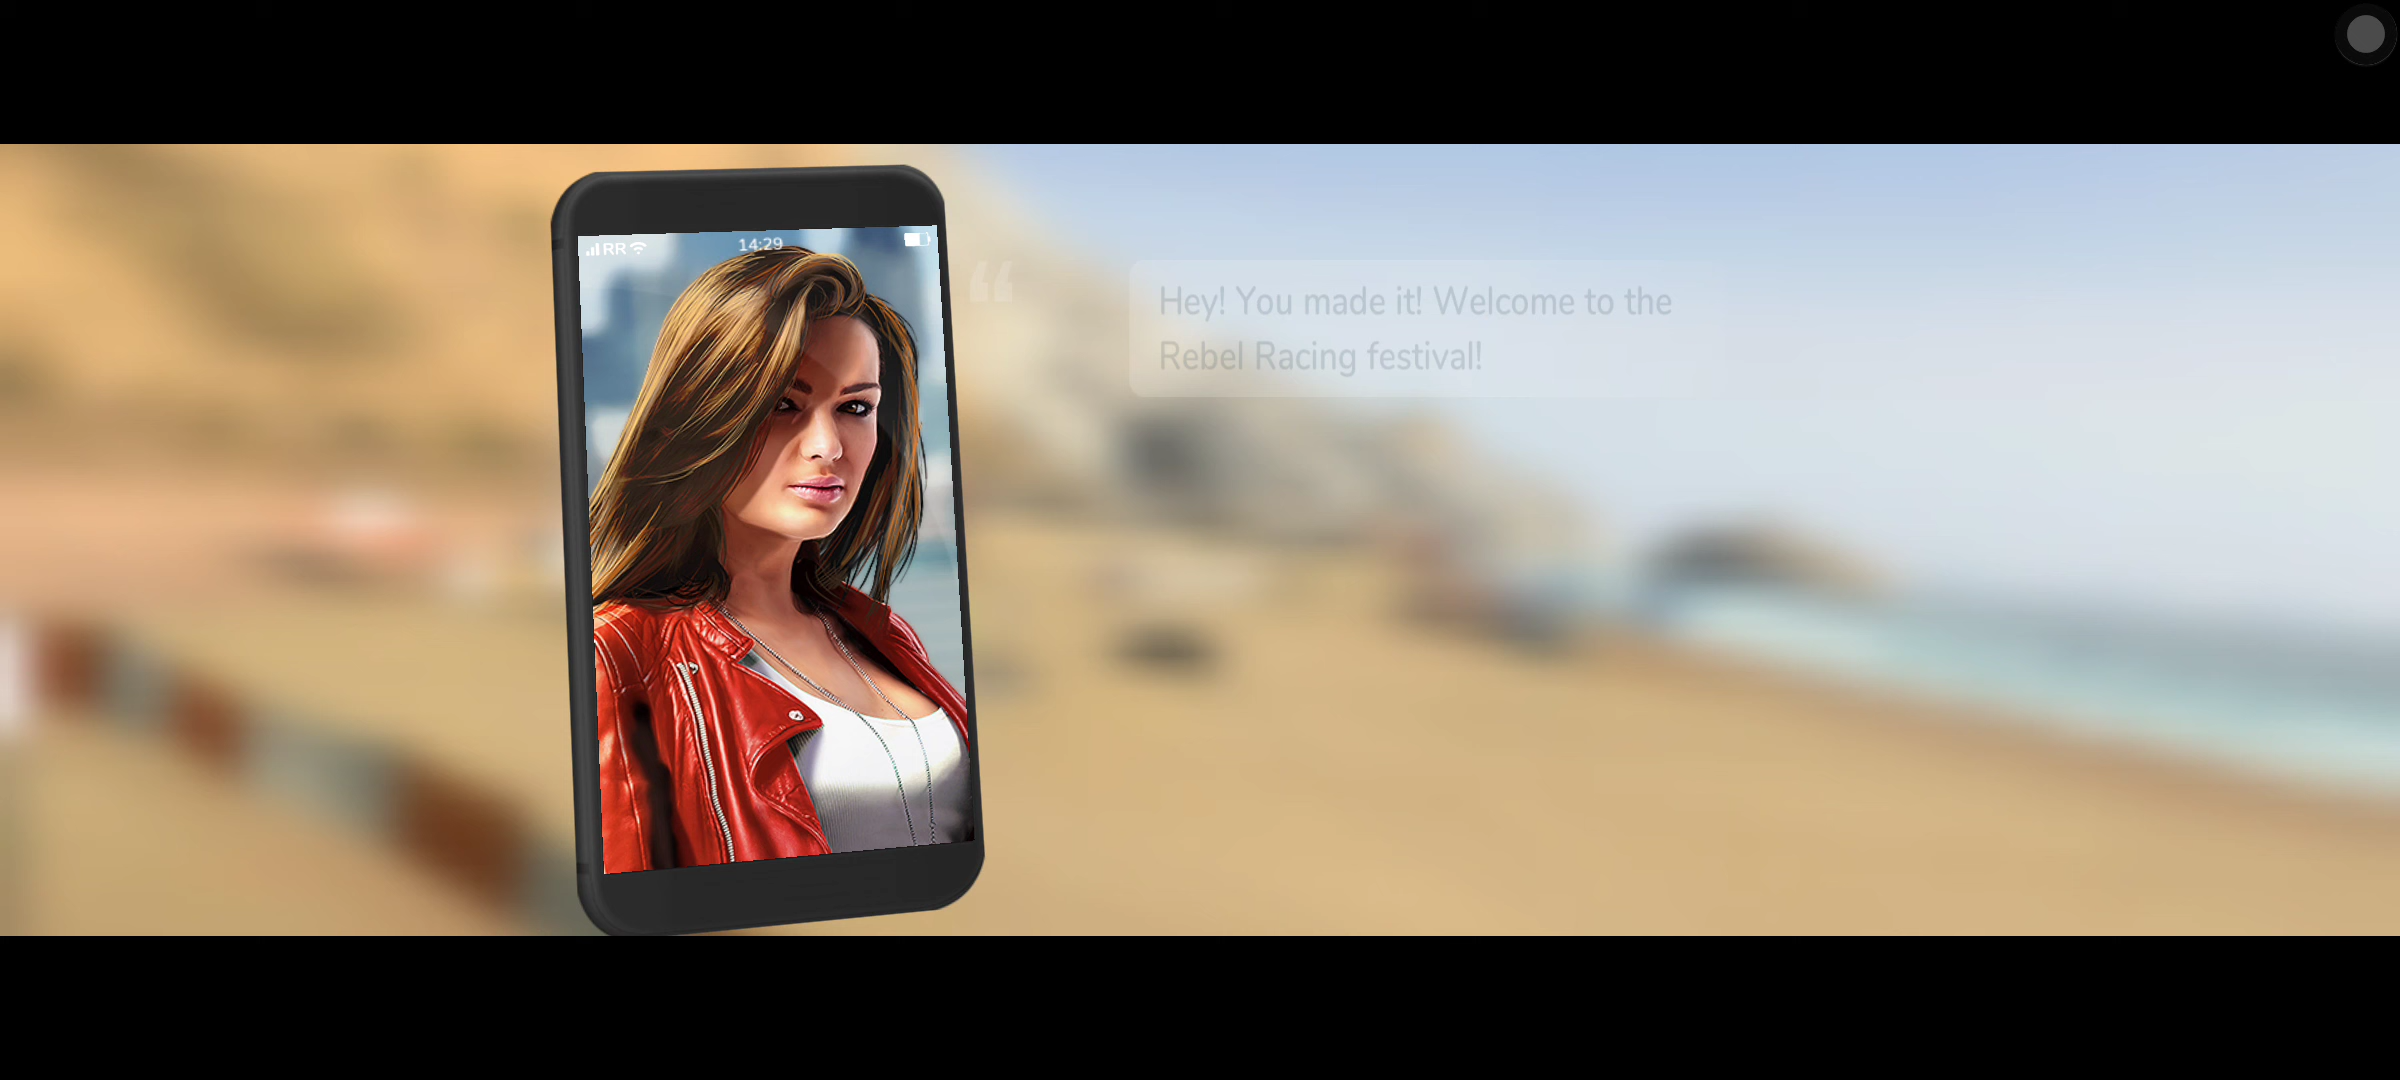 RR 14:29
“
Hey! You made it! Welcome to the
Rebel Racing festival!